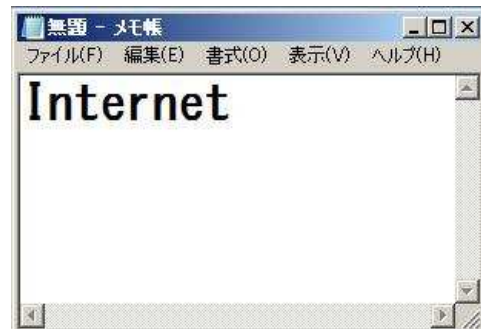 無題 - メモ帳
ファイル(F) 編集(E) 書式(O) 表示(V) ヘルプ(H)
Internet